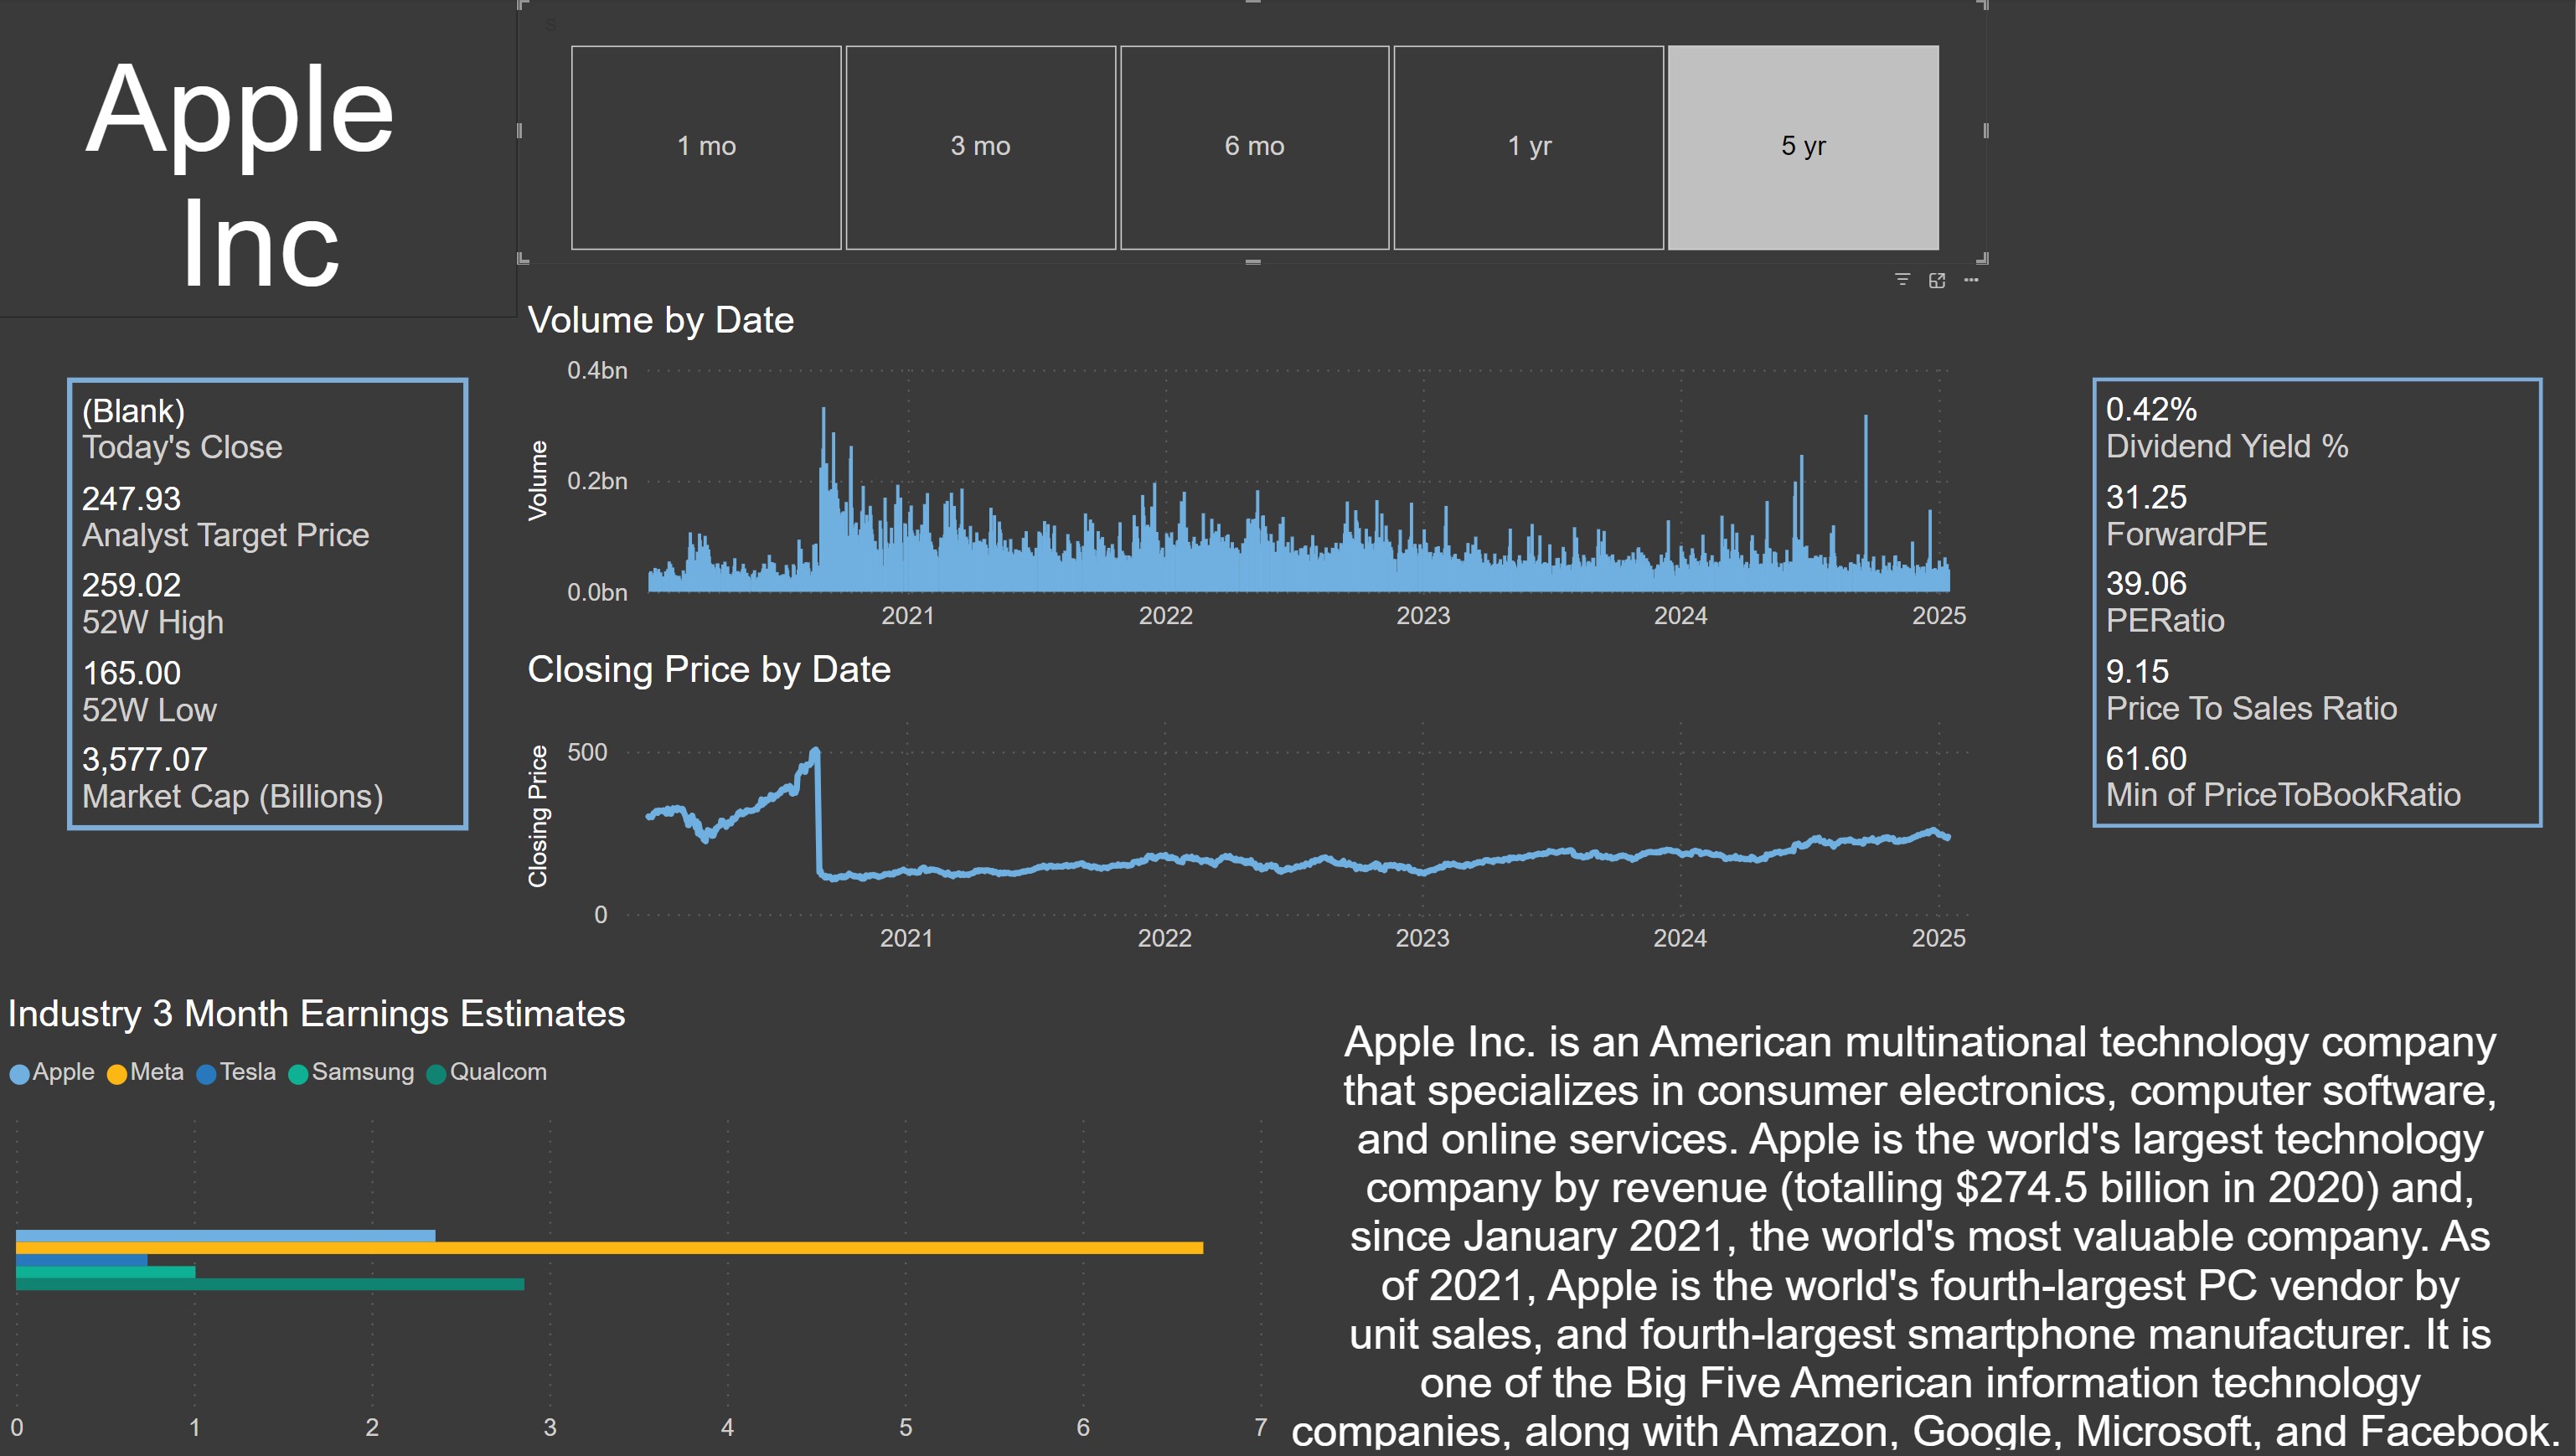 Apple
Inc
s
1 mo
3 mo
6 mo
1 yr
5 yr
(Blank)
Today's Close
247.93
Analyst Target Price
259.02
52W High
165.00
52W Low
3,577.07
Market Cap (Billions)
Volume by Date
Volume
0.4bn
0.2bn
0.0bn
2021
2022
2023
2024
2025
Closing Price by Date
Closing Price
500
0
2021
2022
2023
2024
2025
0.42%
Dividend Yield %
31.25
ForwardPE
39.06
PERatio
9.15
Price To Sales Ratio
61.60
Min of PriceToBookRatio
Industry 3 Month Earnings Estimates
Apple Meta Tesla Samsung Qualcom
0 1 2 3 4 5 6 7
Apple Inc. is an American multinational technology company
that specializes in consumer electronics, computer software,
and online services. Apple is the world's largest technology
company by revenue (totalling $274.5 billion in 2020) and,
since January 2021, the world's most valuable company. As
of 2021, Apple is the world's fourth-largest PC vendor by
unit sales, and fourth-largest smartphone manufacturer. It is
one of the Big Five American information technology
companies, along with Amazon, Google, Microsoft, and Facebook.